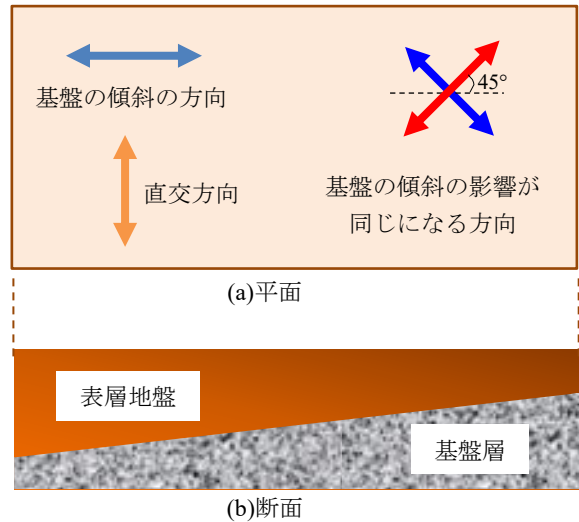 基盤の傾斜の方向
直交方向
45°
基盤の傾斜の影響が
同じになる方向
(a)平面
表層地盤
基盤層
(b)断面